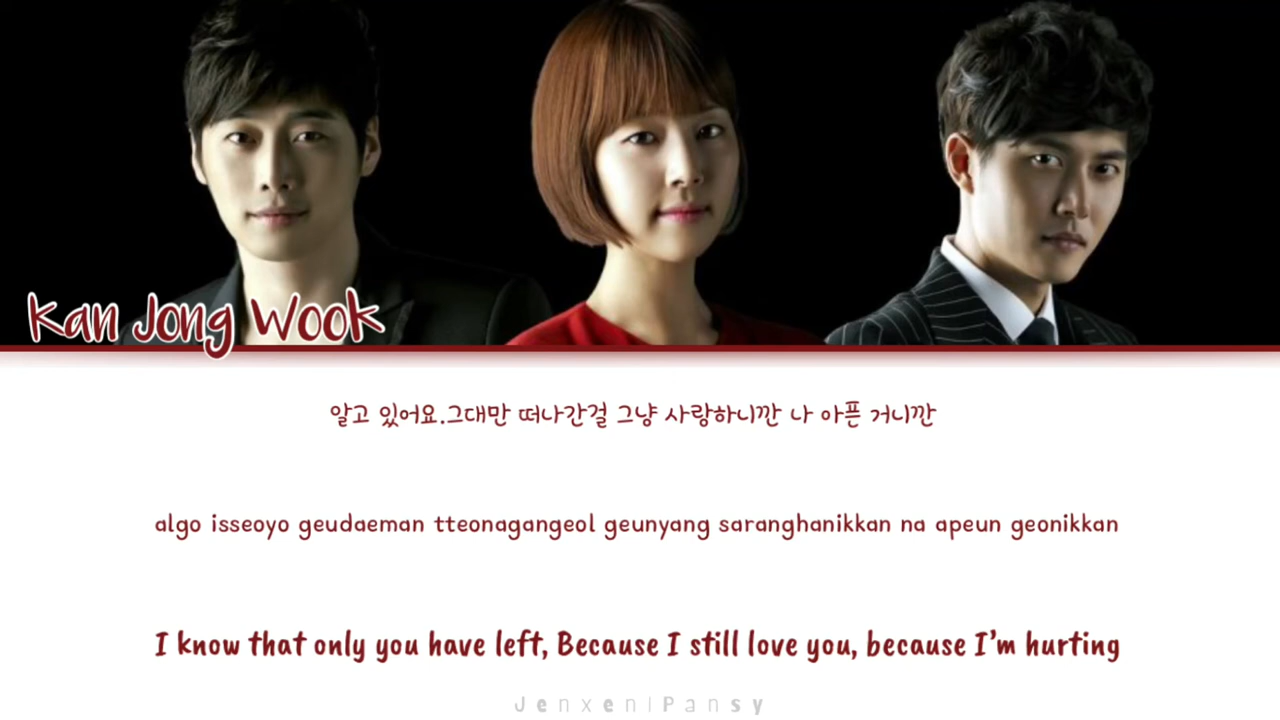 Kan Jong Wook
알고 있어요.그대만 떠나간걸 그냥 사랑하니깐 나 아픈 거니깐
algo isseoyo geudaeman tteonagangeol geunyang saranghanikkan na apeun geonikkan
I know that only you have left, Because I still love you, because I'm hurting
Jenxen|Pansy